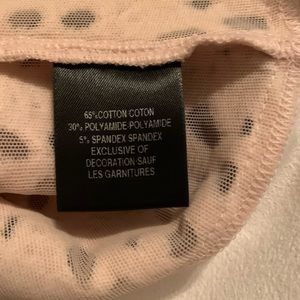 65%COTTON COTON
30% POLYAMIDE-POLYAMIDE
5% SPANDEX SPANDEX
EXCLUSIVE OF
DECORATION-SAUF
LES GARNITURES